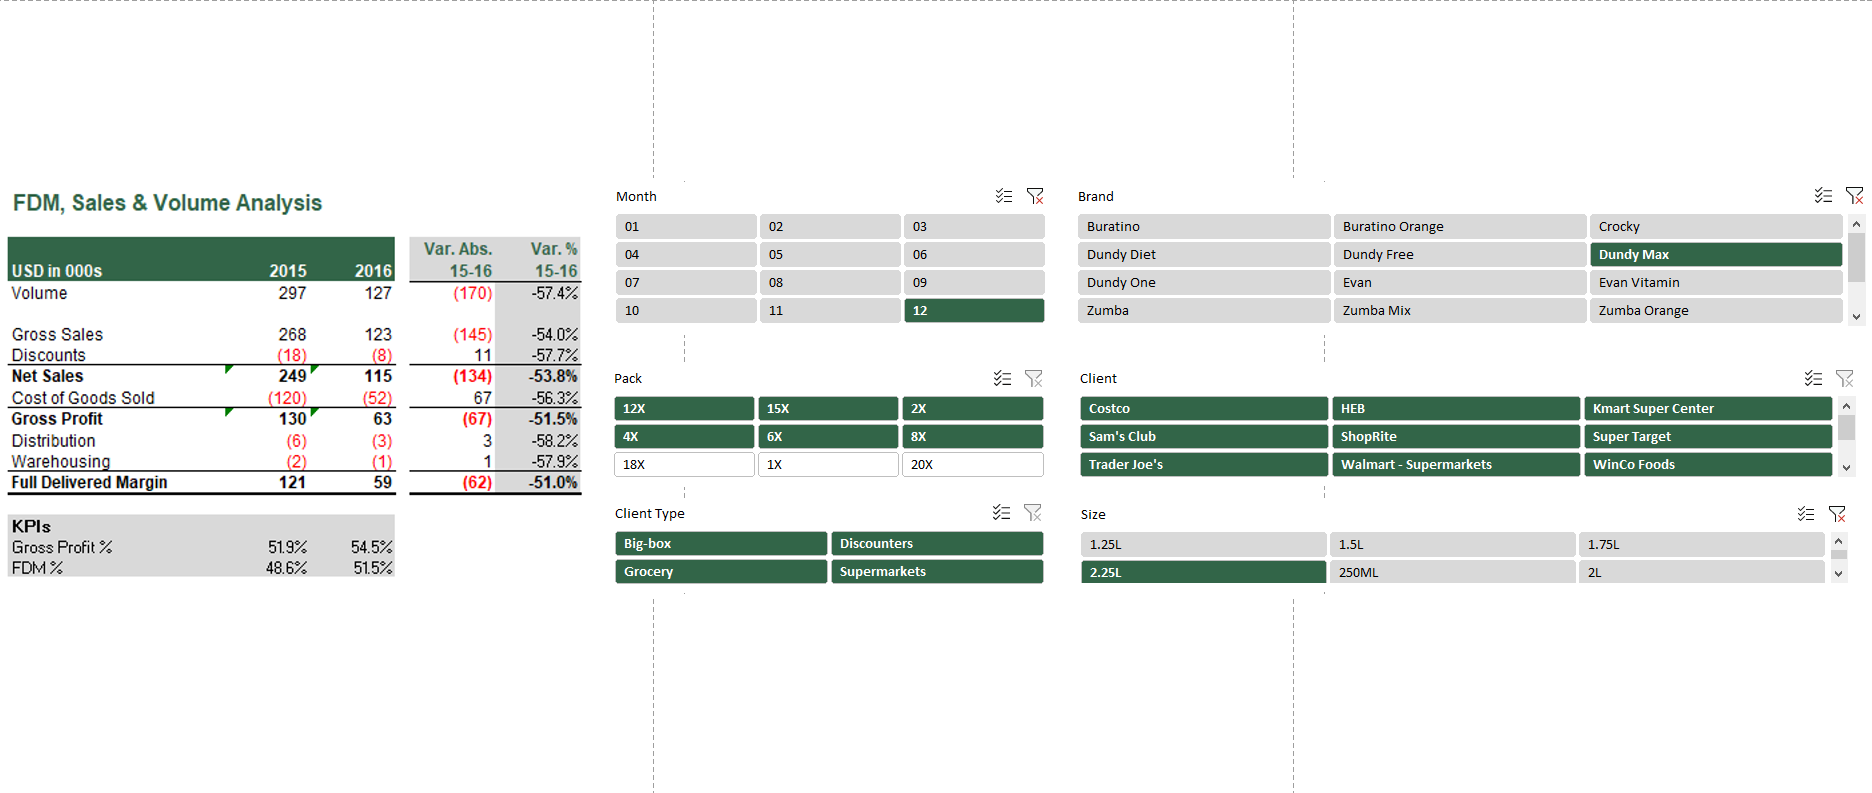 FDM, Sales & Volume Analysis
Var. Abs. Var. %
USD in 000s 2015 2016 15-16 15-16
Volume 297 127 (170) -57.4%
Gross Sales 268 123 (145) -54.0%
Discounts (18) (8) 11 -57.7%
Net Sales 249 115 (134) -53.8%
Cost of Goods Sold (120) (52) 67 -56.3%
Gross Profit 130 63 (67) -51.5%
Distribution (6) (3) 3 -58.2%
Warehousing (2) (1) 1 -57.9%
Full Delivered Margin 121 59 (62) -51.0%
KPIs
Gross Profit % 51.9% 54.5%
FDM % 48.6% 51.5%
Month
01 02 03
04 05 06
07 08 09
10 11 12
Brand
Buratino Buratino Orange Crocky
Dundy Diet Dundy Free Dundy Max
Dundy One Evan Evan Vitamin
Zumba Zumba Mix Zumba Orange
Pack
12X 15X 2X
4X 6X 8X
18X 1X 20X
Client
Costco HEB Kmart Super Center
Sam's Club ShopRite Super Target
Trader Joe's Walmart - Supermarkets WinCo Foods
Client Type
Big-box Discounters
Grocery Supermarkets
Size
1.25L 1.5L 1.75L
2.25L 250ML 2L